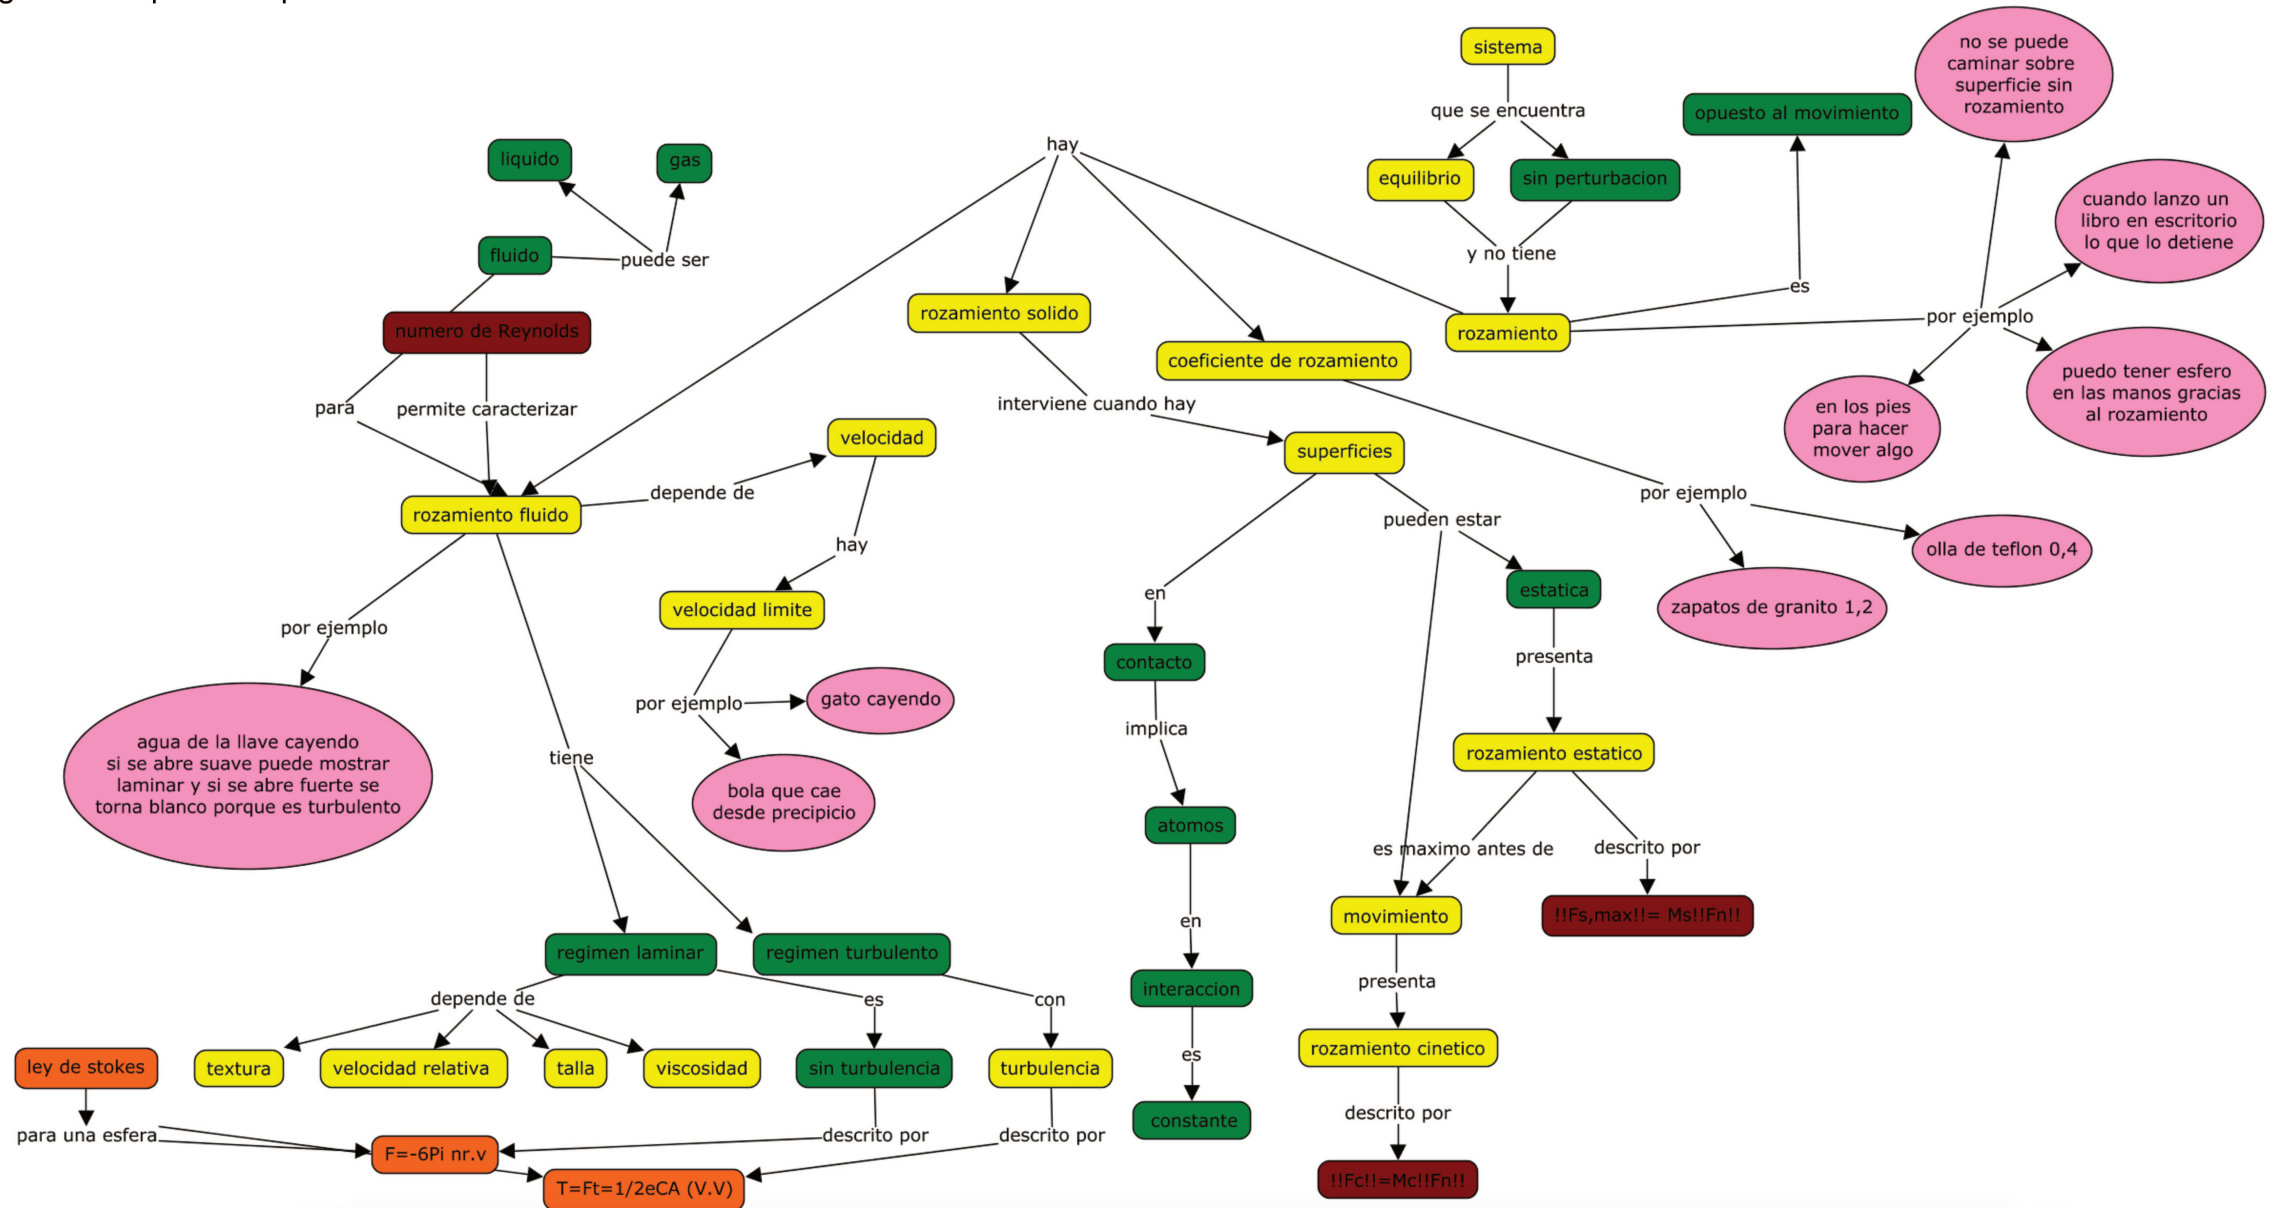 sistema
no se puede
caminar sobre
superficie sin
rozamiento
que se encuentra
opuesto al movimiento
hay
liquido
gas
equilibrio
sin perturbacion
cuando lanzo un
libro en escritorio
lo que lo detiene
fluido
puede ser
y no tiene
es
rozamiento solido
numero de Reynolds
rozamiento
por ejemplo
coeficiente de rozamiento
puedo tener esfero
en las manos gracias
al rozamiento
para
permite caracterizar
interviene cuando hay
en los pies
para hacer
mover algo
velocidad
superficies
depende de
por ejemplo
rozamiento fluido
pueden estar
hay
olla de teflon 0,4
velocidad limite
en
estatica
zapatos de granito 1,2
por ejemplo
contacto
presenta
por ejemplo
gato cayendo
implica
agua de la llave cayendo
si se abre suave puede mostrar
laminar y si se abre fuerte se
torna blanco porque es turbulento
tiene
rozamiento estatico
bola que cae
desde precipicio
atomos
es maximo antes de
descrito por
movimiento
!!Fs,max!!= Ms!!Fn!!
en
regimen laminar
regimen turbulento
interaccion
presenta
depende de
es
con
rozamiento cinetico
es
ley de stokes
textura
velocidad relativa
talla
viscosidad
sin turbulencia
turbulencia
constante
descrito por
para una esfera
descrito por
descrito por
F=-6Pi nr.v
T=Ft=1/2eCA (V.V)
!!Fc!!=Mc!!Fn!!